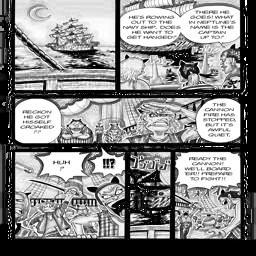 HE'S ROWING
OUT TO THE
NAVY SHIP.. DOES
HE WANT TO
GET HANGED?
THERE HE
GOES! WHAT
IN NEPTUNE'S
NAME IS THE
CAPTAIN
UP TO?
RECKON
HE GOT
HISSELF
CROAKED
??
THE
CANNON
FIRE HAS
STOPPED,
BUT IT'S
AWFUL
QUIET.
HUH
!?
!!?
READY THE
CANNON!
WE'LL BOARD
'ER!! PREPARE
TO FIGHT!!